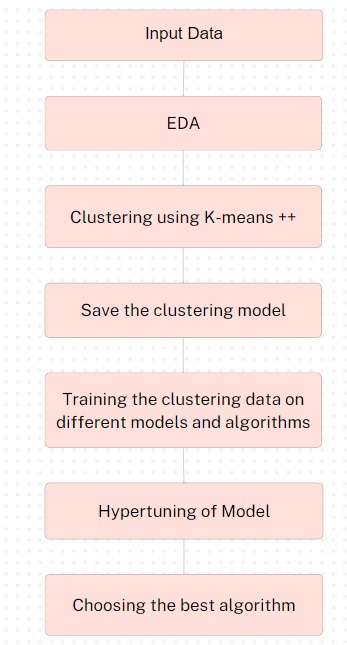 Input Data
EDA
Clustering using K-means ++
Save the clustering model
Training the clustering data on
different models and algorithms
Hypertuning of Model
Choosing the best algorithm